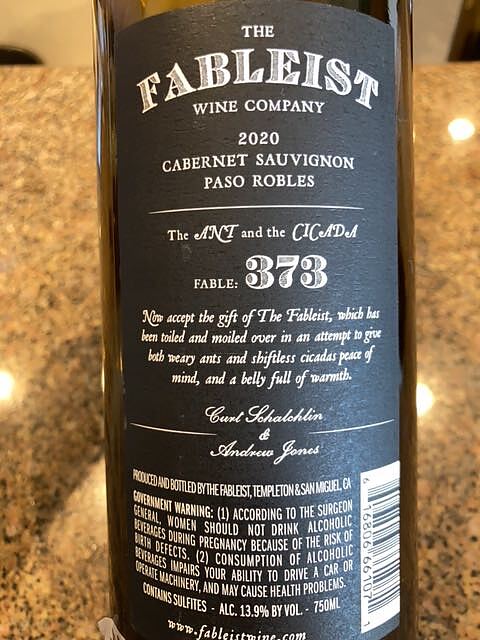 THE
FABLEIST
WINE COMPANY
2020
CABERNET SAUVIGNON
PASO ROBLES
The ANT and the CICADA
FABLE: 373
Now accept the gift of The Fableist, which has
been toiled and moiled over in an attempt to give
both weary ants and shiftless cicadas peace of
mind, and a belly full of warmth.
Curt Schalchlin
&
Andrew Jones
PRODUCED AND BOTTLED BY THE FABLEIST, TEMPLETON & SAN MIGUEL, CA
GOVERNMENT WARNING: (1) ACCORDING TO THE SURGEON
GENERAL, WOMEN SHOULD NOT DRINK ALCOHOLIC
BEVERAGES DURING PREGNANCY BECAUSE OF THE RISK OF
BIRTH DEFECTS. (2) CONSUMPTION OF ALCOHOLIC
BEVERAGES IMPAIRS YOUR ABILITY TO DRIVE A CAR OR
OPERATE MACHINERY, AND MAY CAUSE HEALTH PROBLEMS.
CONTAINS SULFITES - ALC. 13.9% BY VOL. - 750ML
www.fableistwine.com